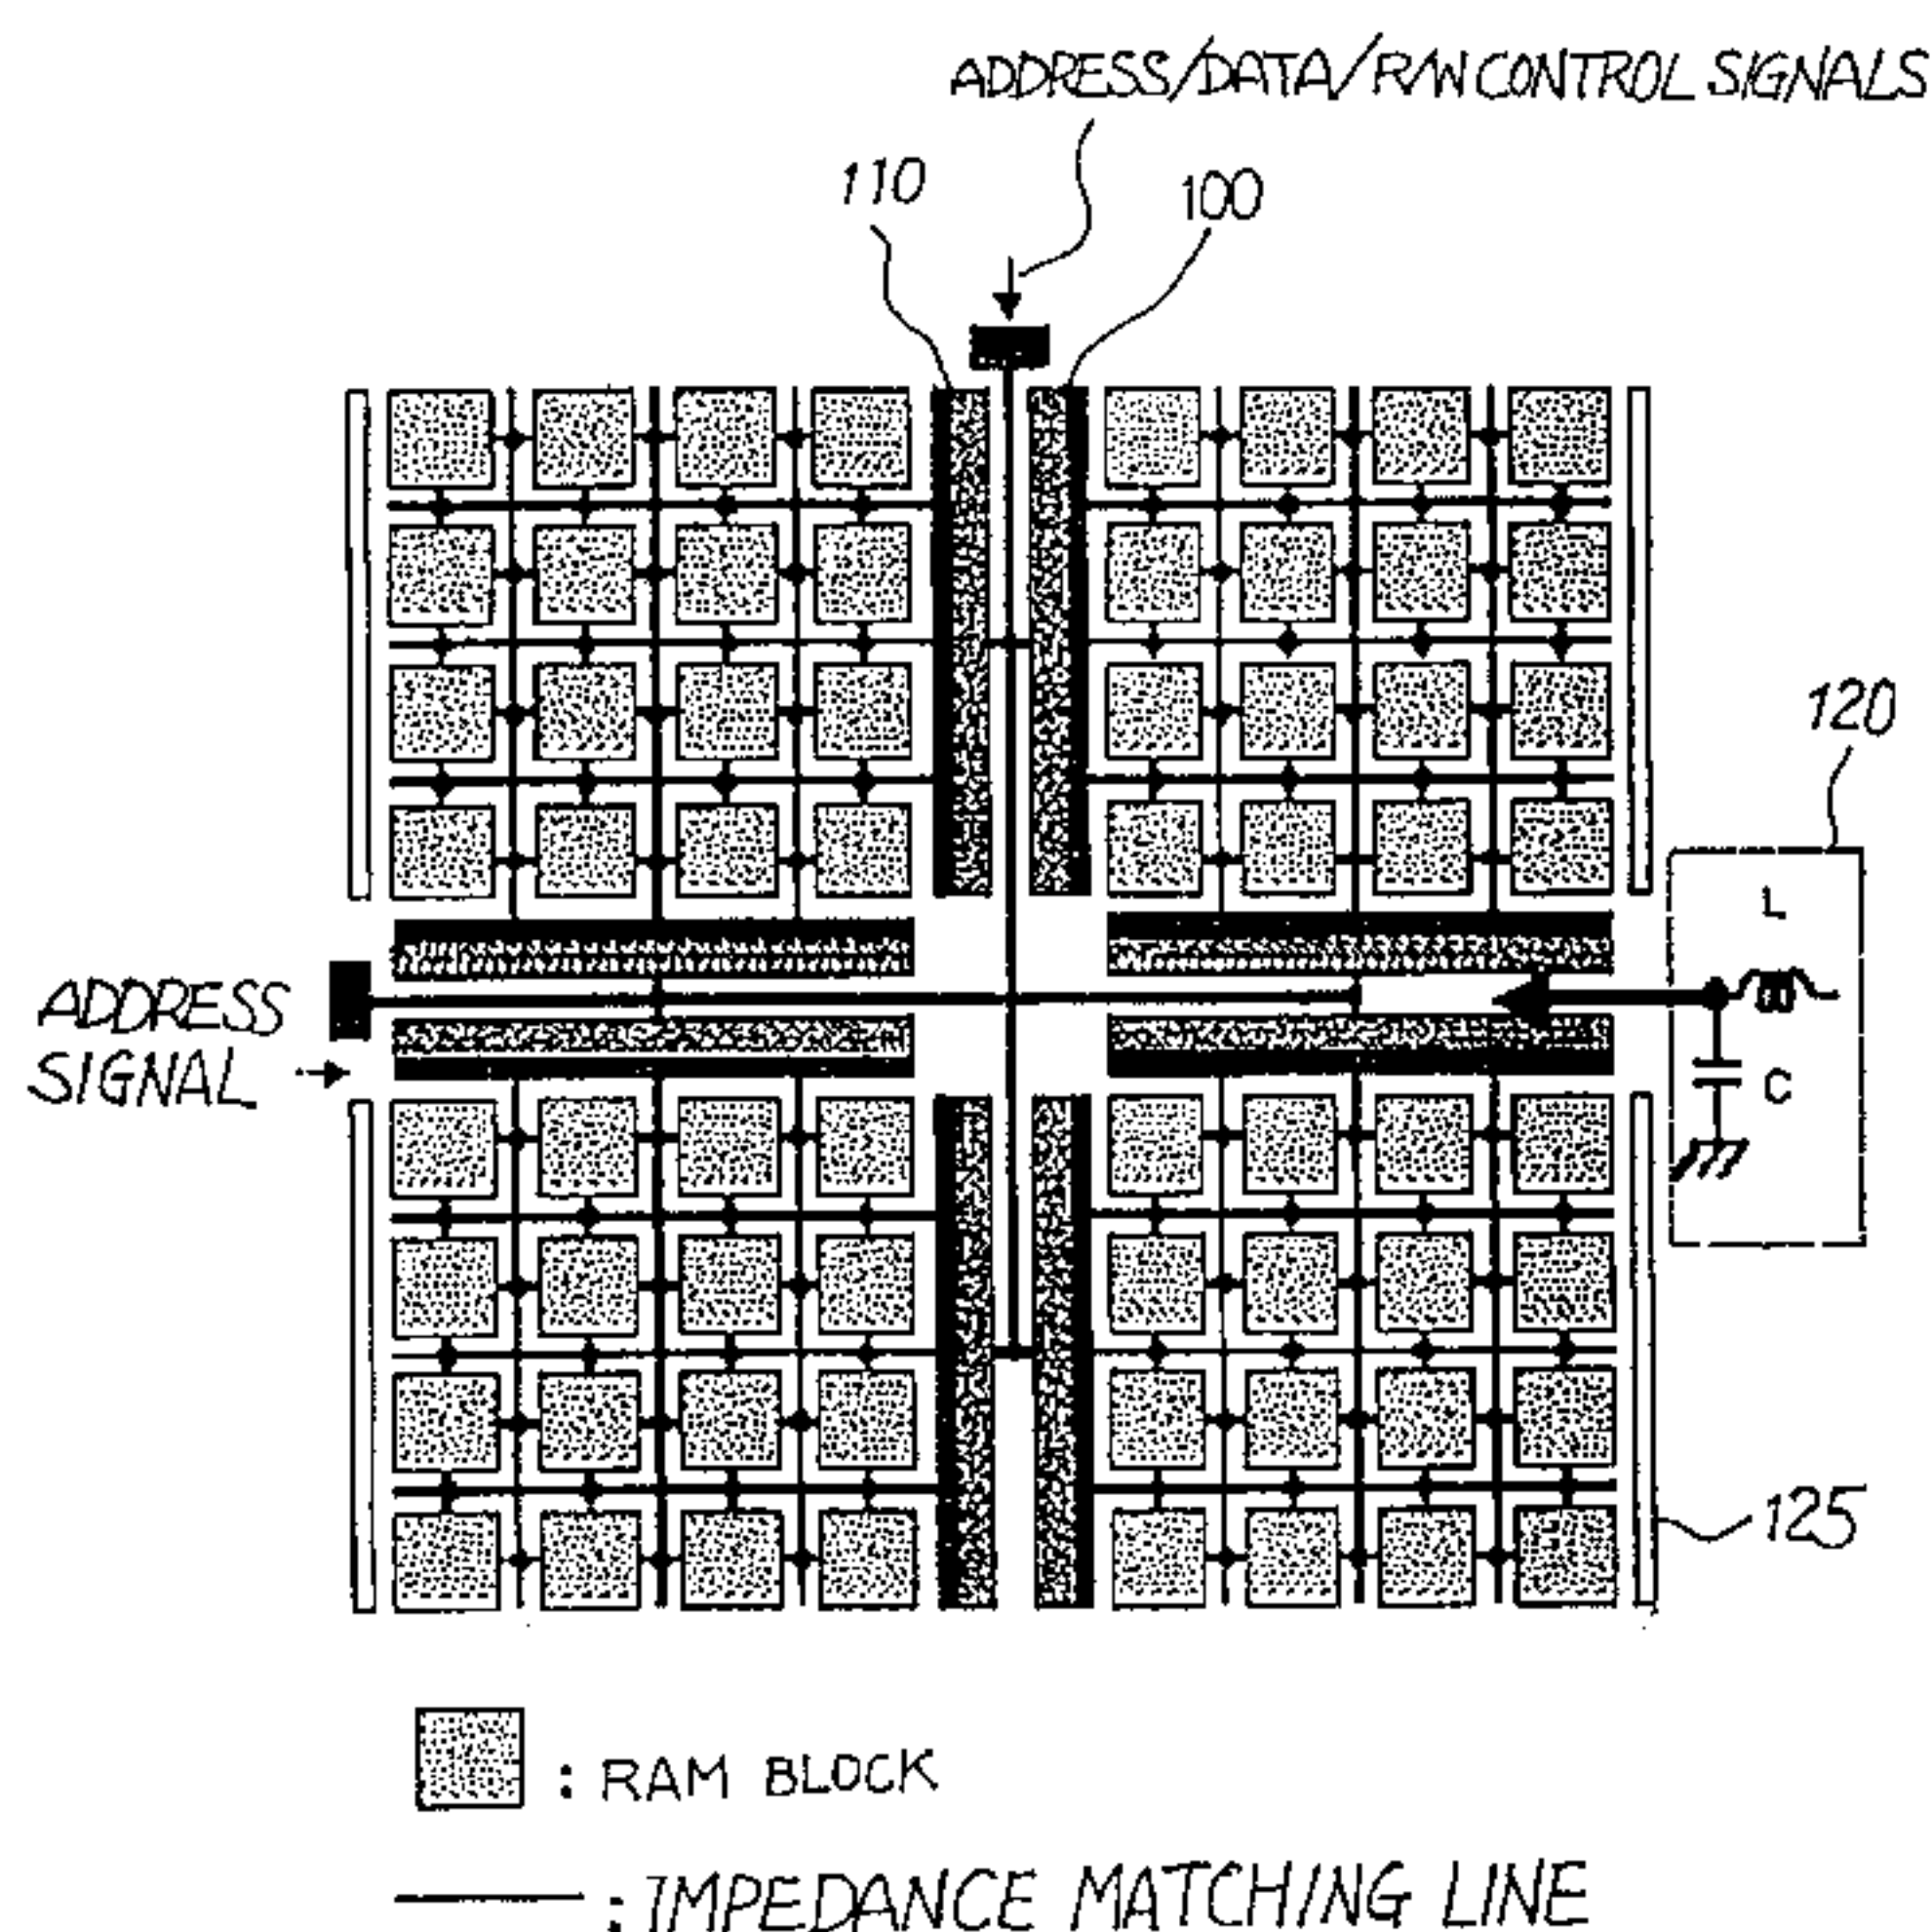 ADDRESS/DATA/R/W CONTROL SIGNALS
110
100
120
L
ADDRESS
SIGNAL
C
125
: RAM BLOCK
: IMPEDANCE MATCHING LINE